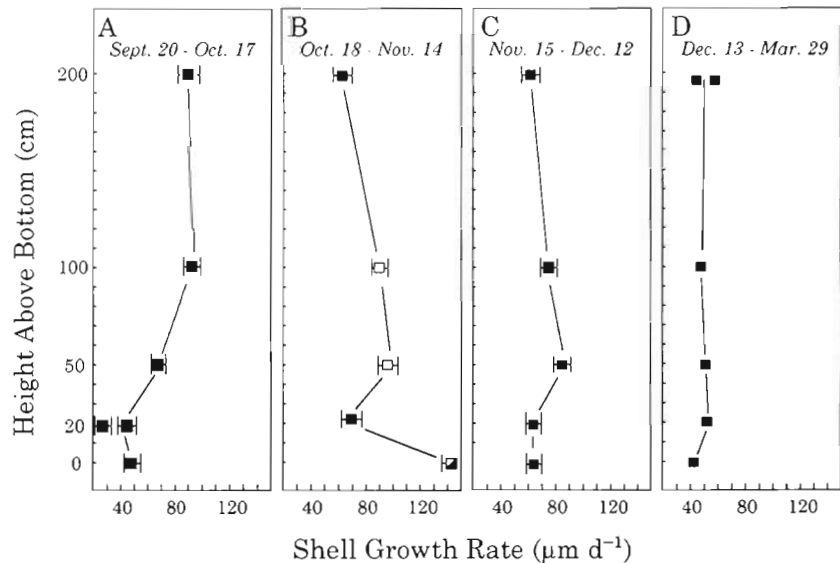 A
Sept. 20 - Oct. 17
B
Oct. 18 - Nov. 14
C
Nov. 15 - Dec. 12
D
Dec. 13 - Mar. 29
Height Above Bottom (cm)
200
100
50
20
0
40 80 120
40 80 120
40 80 120
40 80 120
Shell Growth Rate (μm d⁻¹)